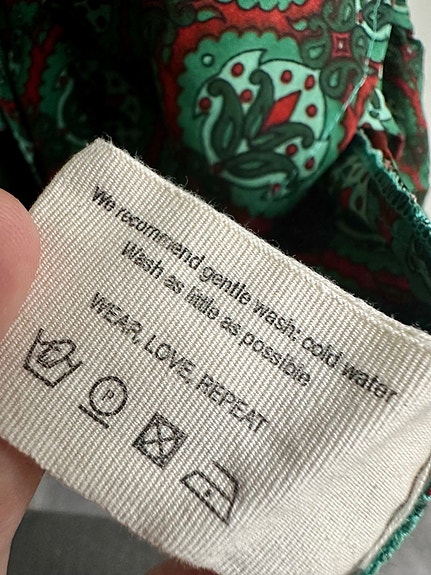 We recommend gentle wash; cold water
Wash as little as possible
WEAR, LOVE, REPEAT
P